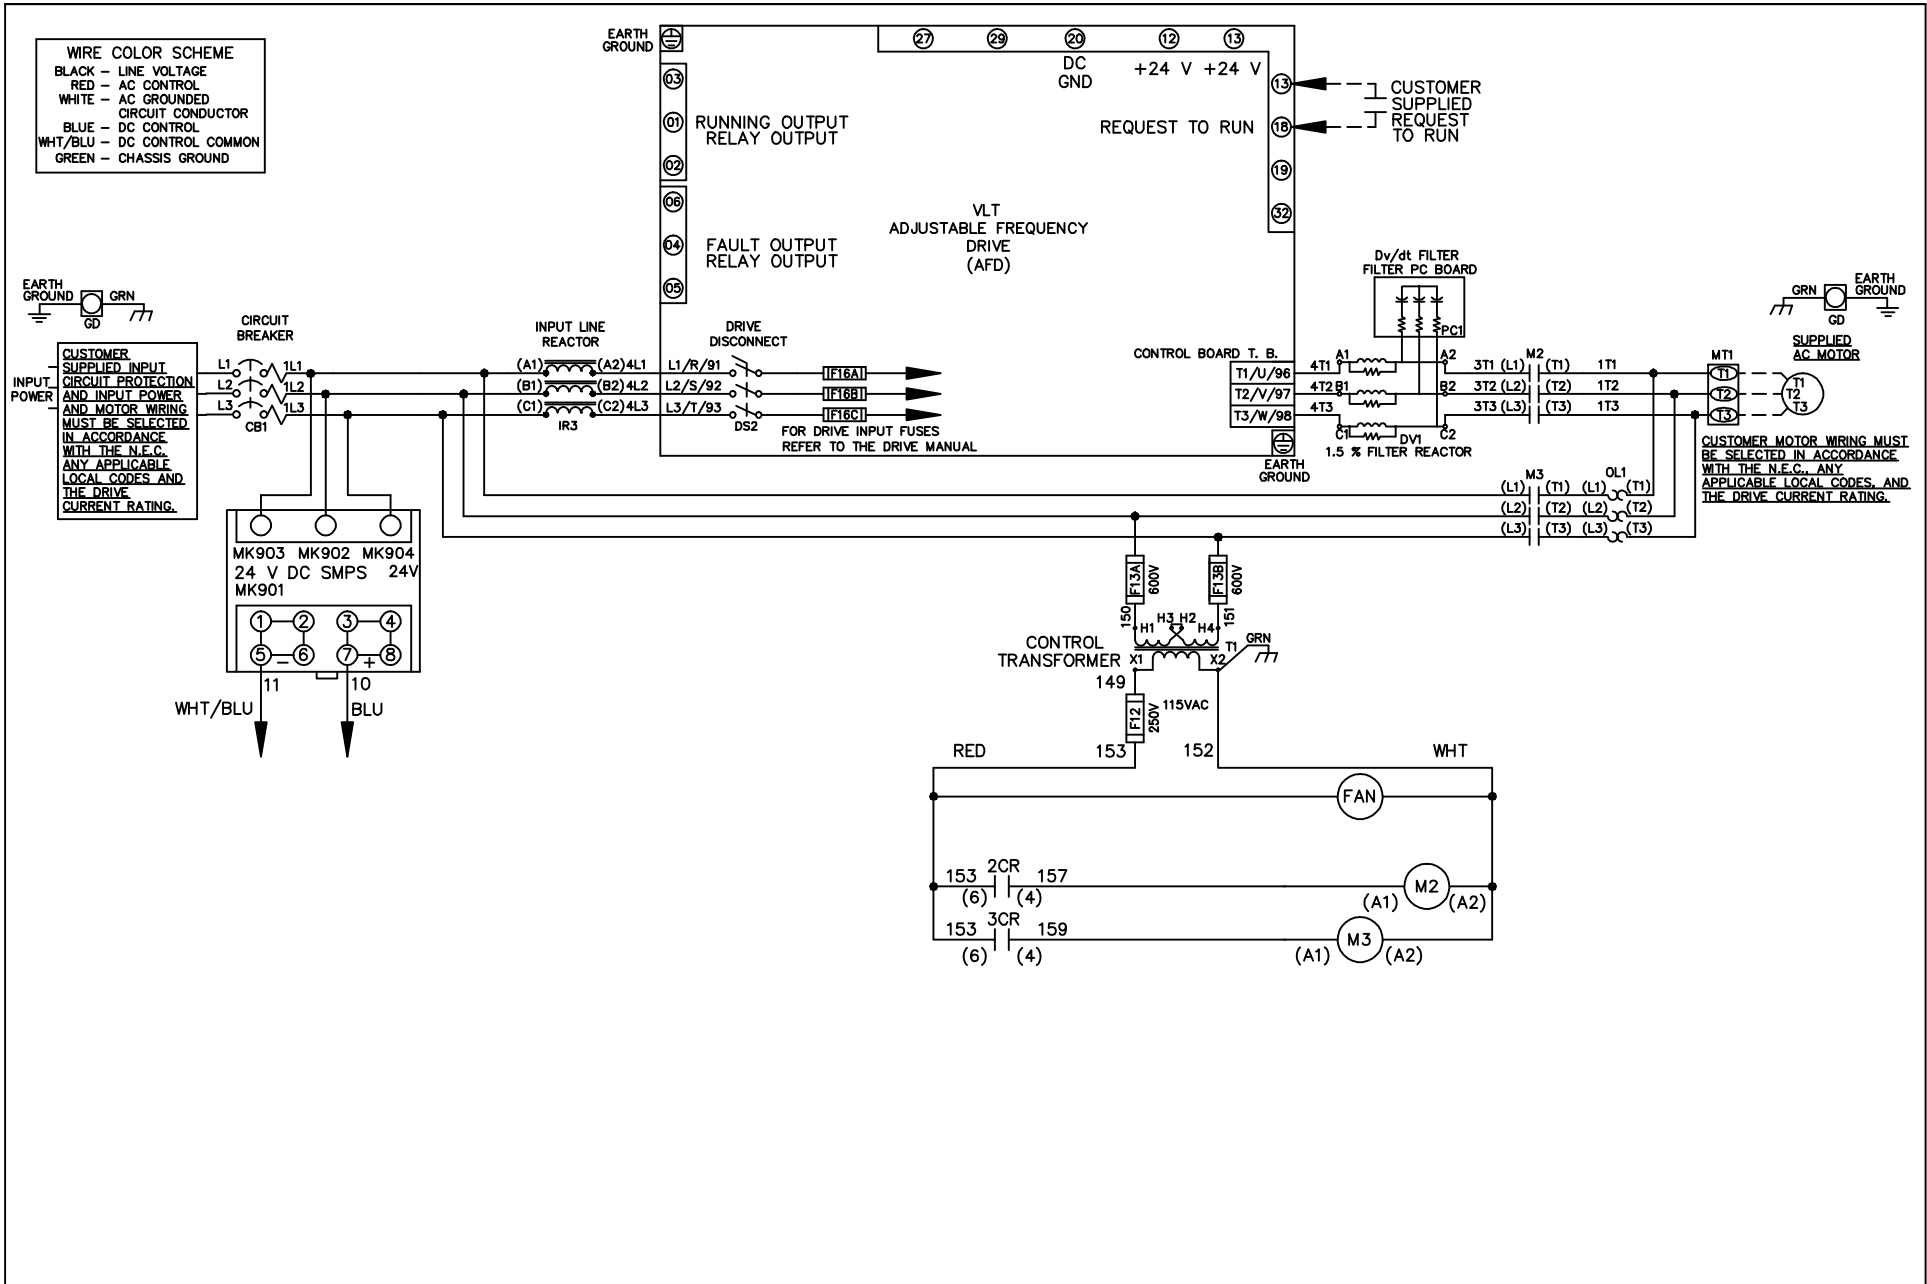 WIRE COLOR SCHEME
BLACK – LINE VOLTAGE
RED – AC CONTROL
WHITE – AC GROUNDED
CIRCUIT CONDUCTOR
BLUE – DC CONTROL
WHT/BLU – DC CONTROL COMMON
GREEN – CHASSIS GROUND
EARTH
GROUND
03
01
02
RUNNING OUTPUT
RELAY OUTPUT
06
04
05
FAULT OUTPUT
RELAY OUTPUT
27
29
20
12
13
DC
GND
+24 V
+24 V
13
18
19
32
REQUEST TO RUN
CUSTOMER
SUPPLIED
REQUEST
TO RUN
VLT
ADJUSTABLE FREQUENCY
DRIVE
(AFD)
Dv/dt FILTER
FILTER PC BOARD
PC1
EARTH
GROUND
GRN
GD
INPUT
POWER
CUSTOMER
SUPPLIED INPUT
CIRCUIT PROTECTION
AND INPUT POWER
AND MOTOR WIRING
MUST BE SELECTED
IN ACCORDANCE
WITH THE N.E.C.
ANY APPLICABLE
LOCAL CODES AND
THE DRIVE
CURRENT RATING.
CIRCUIT
BREAKER
L1
1L1
L2
1L2
L3
1L3
CB1
INPUT LINE
REACTOR
(A1)
(A2)
4L1
(B1)
(B2)
4L2
(C1)
(C2)
4L3
IR3
DRIVE
DISCONNECT
L1/R/91
L2/S/92
L3/T/93
DS2
F16A
F16B
F16C
FOR DRIVE INPUT FUSES
REFER TO THE DRIVE MANUAL
CONTROL BOARD T. B.
T1/U/96
T2/V/97
T3/W/98
EARTH
GROUND
4T1
4T2
4T3
A1
A2
B1
B2
C1
C2
DV1
1.5 % FILTER REACTOR
M2
3T1 (L1)
(T1)
1T1
3T2 (L2)
(T2)
1T2
3T3 (L3)
(T3)
1T3
MT1
T1
T2
T3
T1
T2
T3
GRN
EARTH
GROUND
GD
SUPPLIED
AC MOTOR
CUSTOMER MOTOR WIRING MUST
BE SELECTED IN ACCORDANCE
WITH THE N.E.C., ANY
APPLICABLE LOCAL CODES, AND
THE DRIVE CURRENT RATING.
M3
OL1
(L1)
(T1)
(L1)
(T1)
(L2)
(T2)
(L2)
(T2)
(L3)
(T3)
(L3)
(T3)
MK903
MK902
MK904
24 V DC SMPS
24V
MK901
1
2
3
4
5
–
6
7
+
8
11
10
WHT/BLU
BLU
F13A
600V
F13B
600V
150
151
H1
H3
H2
H4
T1
GRN
CONTROL
TRANSFORMER
X1
X2
149
F12
250V
115VAC
153
152
RED
WHT
FAN
153
2CR
157
(6)
(4)
(A1)
M2
(A2)
153
3CR
159
(6)
(4)
(A1)
M3
(A2)